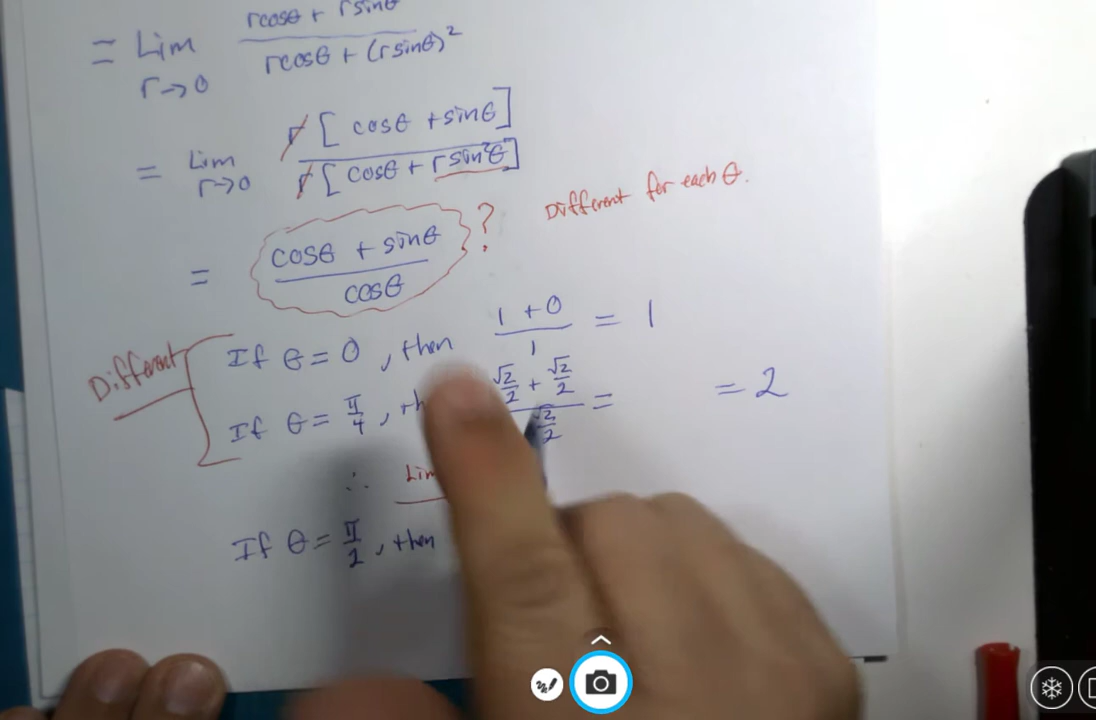 = Lim r→0 (rcosθ + rsinθ)/(rcosθ + (rsinθ)²)
= Lim r→0 r[cosθ + sinθ]/r[cosθ + rsin²θ]
Different for each θ.
= (cosθ + sinθ)/cosθ ?
Different
If θ = 0, then (1 + 0)/1 = 1
If θ = π/4, th (√2/2 + √2/2)/(√2/2) = = 2
∴ Lim
If θ = π/2, then